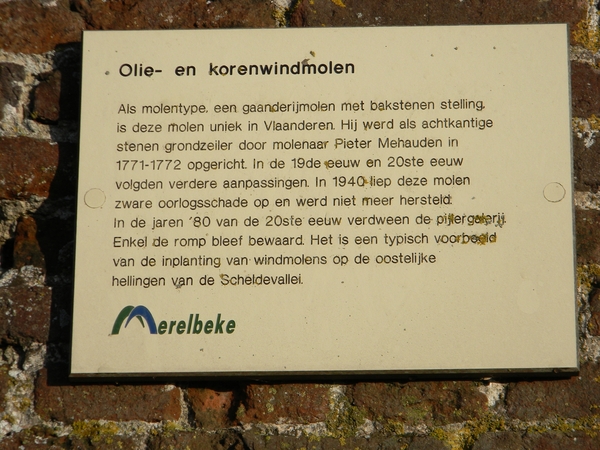 Olie- en korenwindmolen
Als molentype, een gaanderijmolen met bakstenen stelling,
is deze molen uniek in Vlaanderen. Hij werd als achtkantige
stenen grondzeiler door molenaar Pieter Mehauden in
1771-1772 opgericht. In de 19de eeuw en 20ste eeuw
volgden verdere aanpassingen. In 1940 liep deze molen
zware oorlogsschade op en werd niet meer hersteld.
In de jaren '80 van de 20ste eeuw verdween de pijlergalerij.
Enkel de romp bleef bewaard. Het is een typisch voorbeeld
van de inplanting van windmolens op de oostelijke
hellingen van de Scheldevallei.
Merelbeke